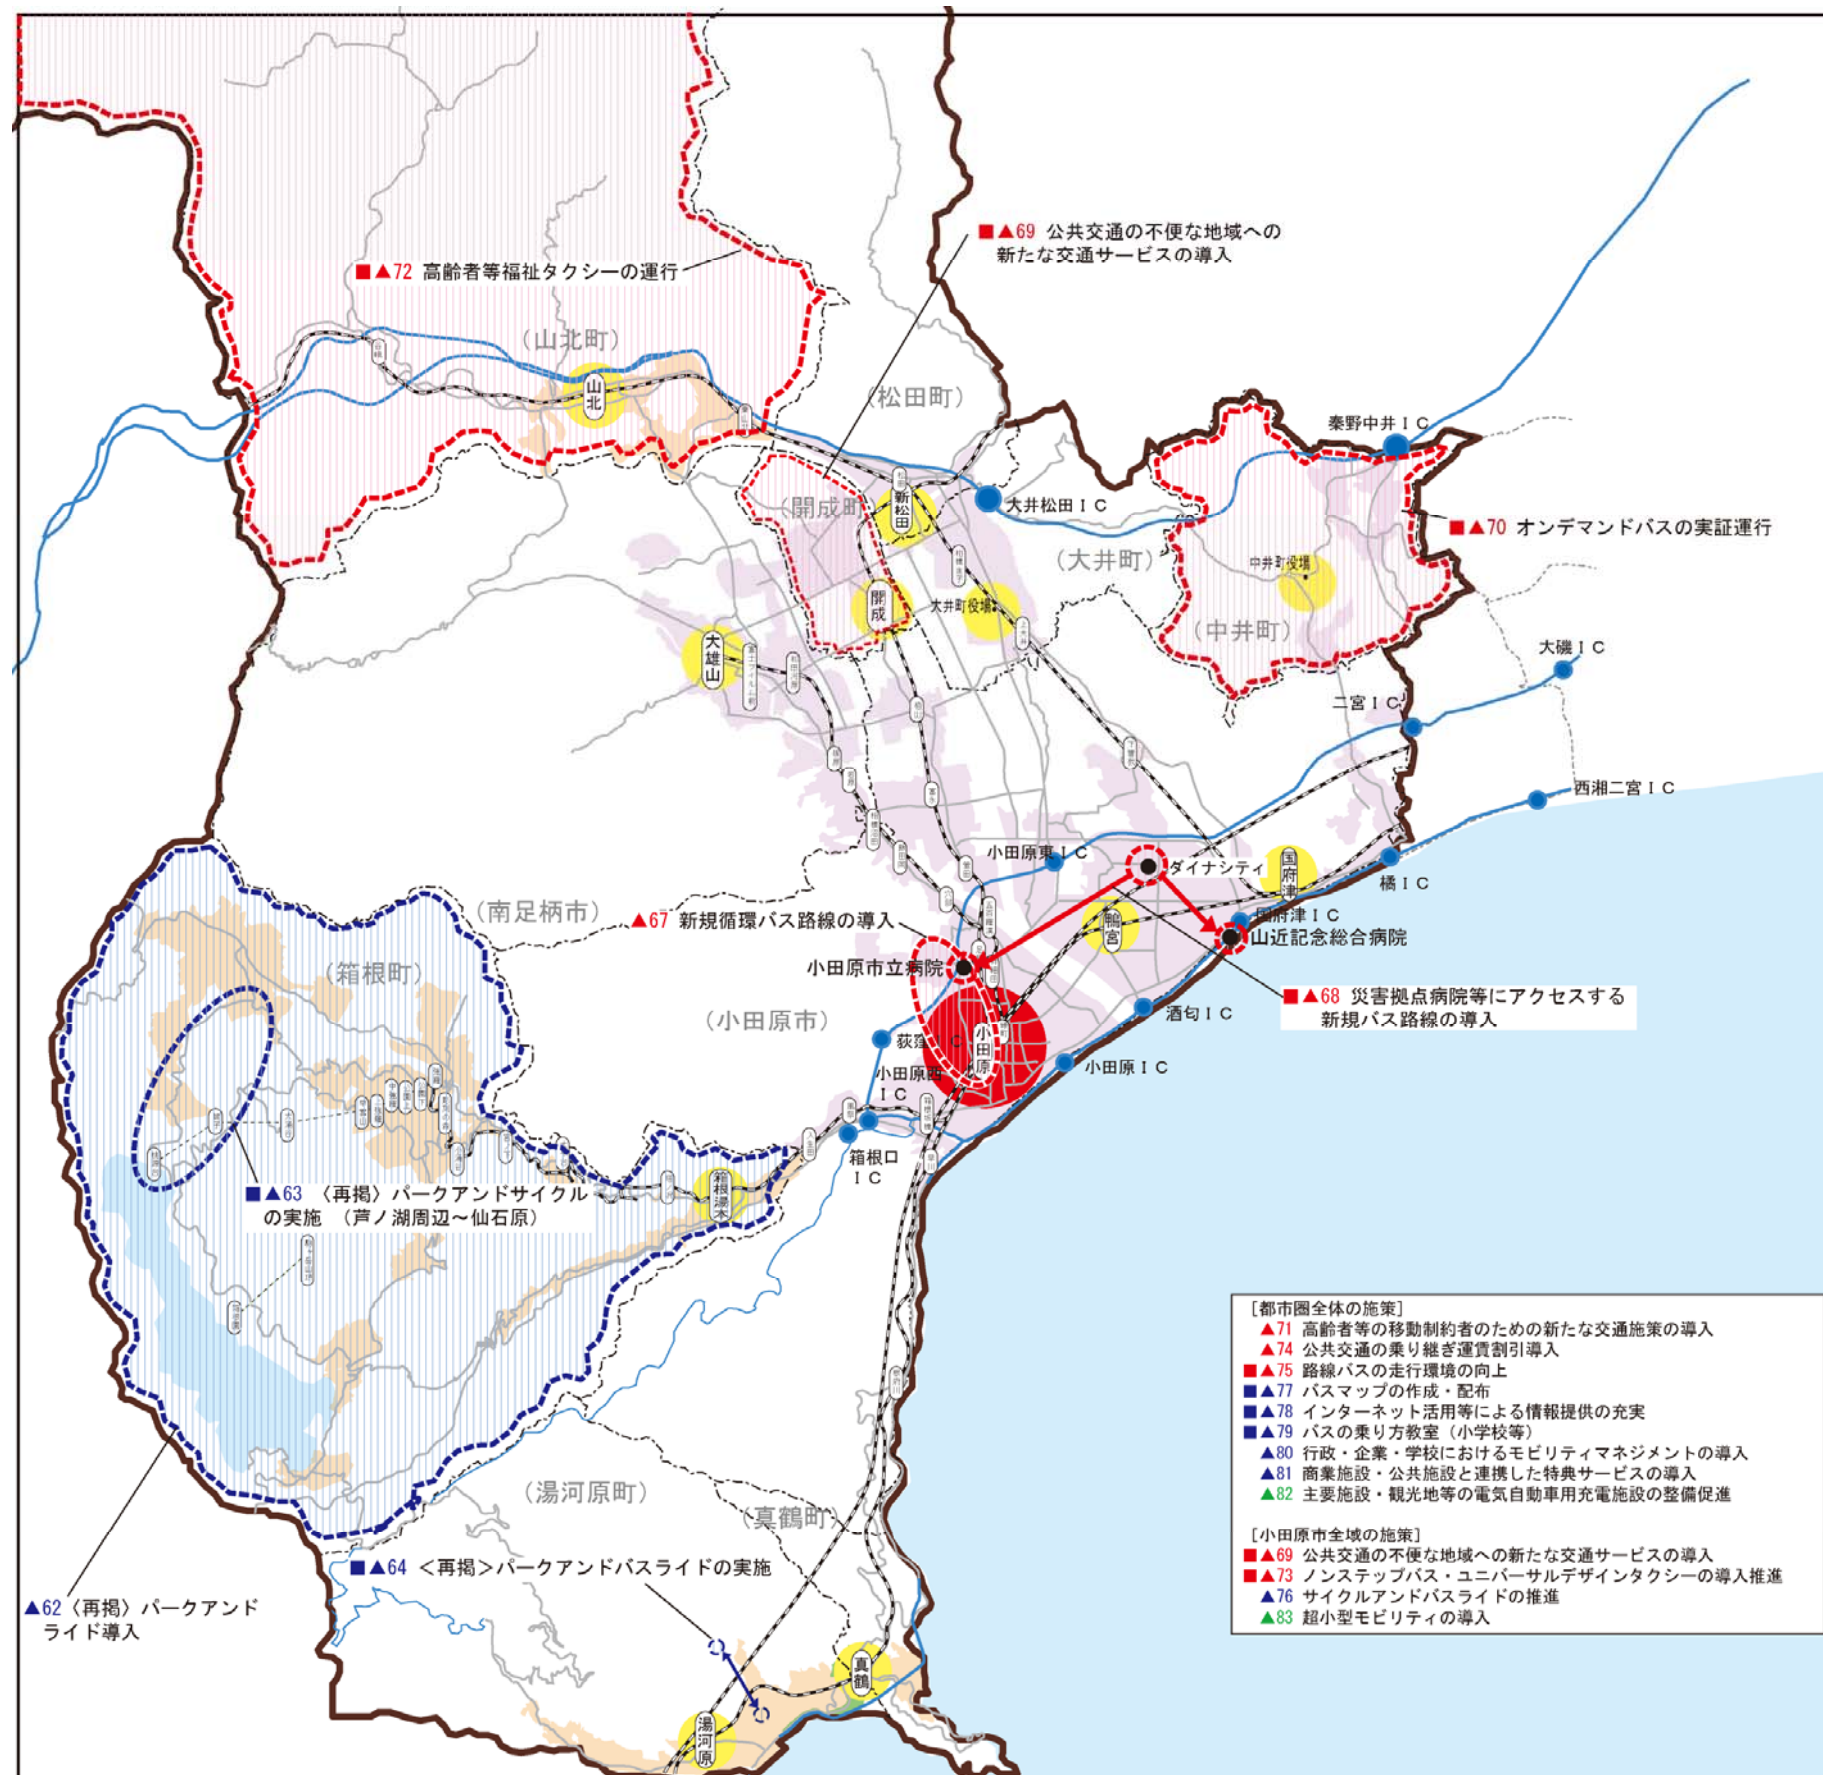 ■▲69 公共交通の不便な地域への
新たな交通サービスの導入
■▲72 高齢者等福祉タクシーの運行
（山北町）
山北
（松田町）
秦野中井ＩＣ
（開成町
新松田
大井松田ＩＣ
■▲70 オンデマンドバスの実証運行
（大井町）
中井町役場
開成
大井町役場
（中井町）
大雄山
大磯ＩＣ
二宮ＩＣ
西湘二宮ＩＣ
小田原東ＩＣ
ダイナシティ
国府津
橘ＩＣ
（南足柄市）
▲67 新規循環バス路線の導入
鴨宮
国府津ＩＣ
山近記念総合病院
（箱根町）
小田原市立病院
■▲68 災害拠点病院等にアクセスする
新規バス路線の導入
（小田原市）
酒匂ＩＣ
小田原
荻窪ＩＣ
小田原ＩＣ
小田原西
ＩＣ
箱根口
ＩＣ
箱根湯本
■▲63 〈再掲〉パークアンドサイクル
の実施 （芦ノ湖周辺～仙石原）
（湯河原町）
（真鶴町）
■▲64 ＜再掲＞パークアンドバスライドの実施
▲62〈再掲〉パークアンド
ライド導入
真鶴
湯河原
［都市圏全体の施策］
▲71 高齢者等の移動制約者のための新たな交通施策の導入
▲74 公共交通の乗り継ぎ運賃割引導入
■▲75 路線バスの走行環境の向上
■▲77 バスマップの作成・配布
■▲78 インターネット活用等による情報提供の充実
■▲79 バスの乗り方教室（小学校等）
▲80 行政・企業・学校におけるモビリティマネジメントの導入
▲81 商業施設・公共施設と連携した特典サービスの導入
▲82 主要施設・観光地等の電気自動車用充電施設の整備促進
［小田原市全域の施策］
■▲69 公共交通の不便な地域への新たな交通サービスの導入
■▲73 ノンステップバス・ユニバーサルデザインタクシーの導入推進
▲76 サイクルアンドバスライドの推進
▲83 超小型モビリティの導入